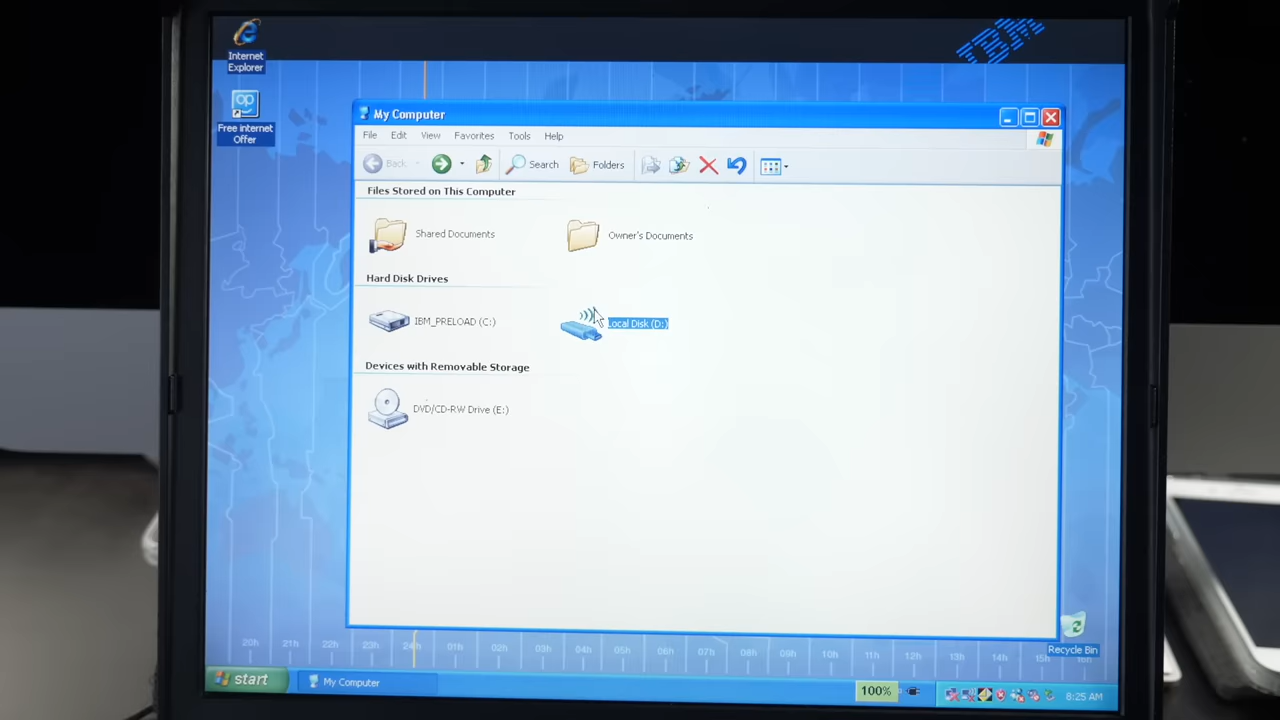 Internet
Explorer
IBM
Free internet
Offer
My Computer
File Edit View Favorites Tools Help
Back Search Folders
Files Stored on This Computer
Shared Documents Owner's Documents
Hard Disk Drives
IBM_PRELOAD (C:) Local Disk (D:)
Devices with Removable Storage
DVD/CD-RW Drive (E:)
20h 21h 22h 23h 24h 01h 02h 03h 04h 05h 06h 07h 08h 09h 10h 11h 12h 13h 14h 15h 16h
Recycle Bin
start My Computer 100% 8:25 AM